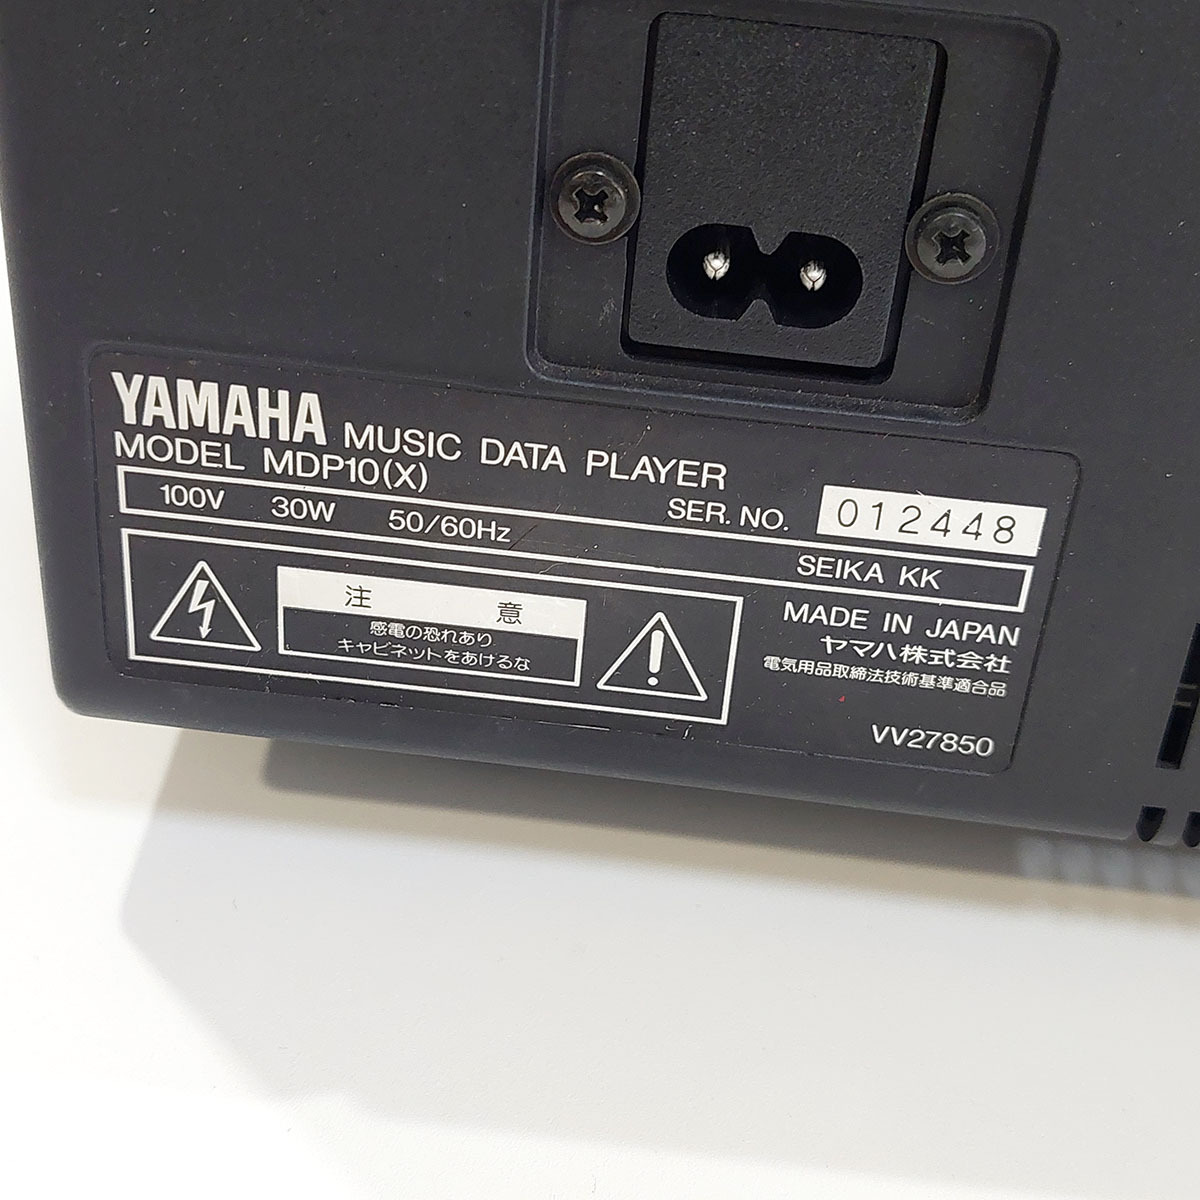 YAMAHA MUSIC DATA PLAYER
MODEL MDP10(X)
SER. NO. 012448
100V 30W 50/60Hz
SEIKA KK
注 意
感電の恐れあり
キャビネットをあけるな
MADE IN JAPAN
ヤマハ株式会社
電気用品取締法技術基準適合品
VV27850